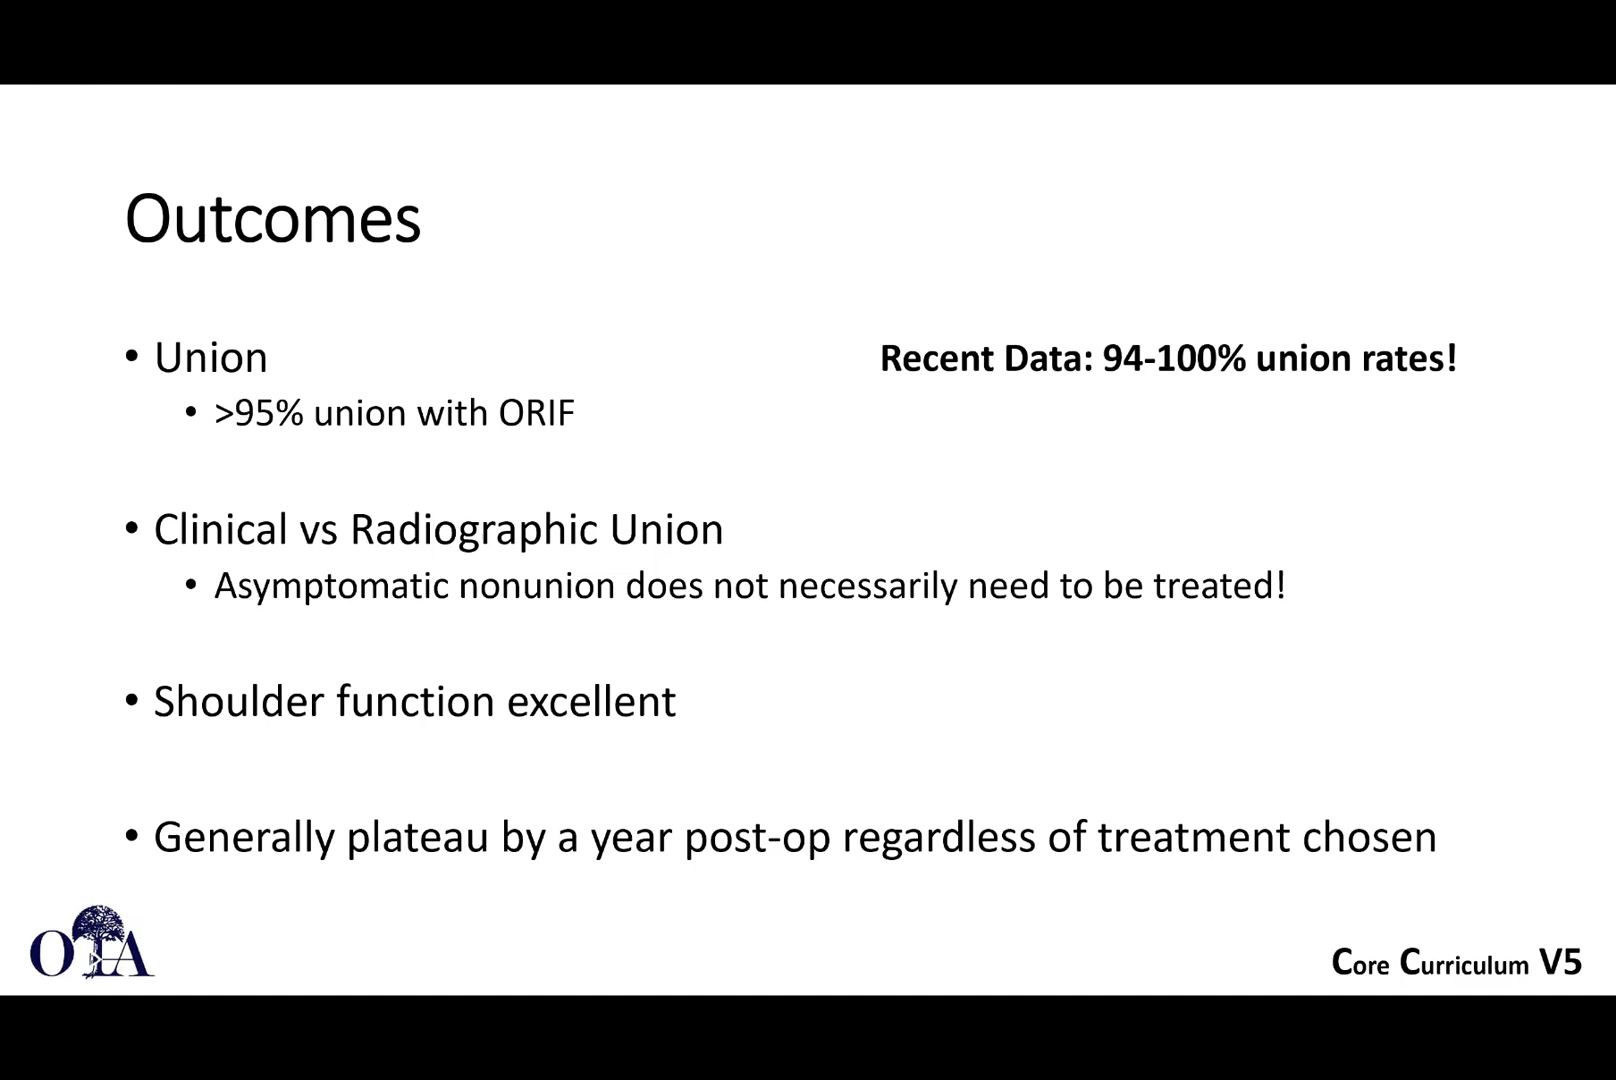 Outcomes
• Union
Recent Data: 94-100% union rates!
• >95% union with ORIF
• Clinical vs Radiographic Union
• Asymptomatic nonunion does not necessarily need to be treated!
• Shoulder function excellent
• Generally plateau by a year post-op regardless of treatment chosen
OTA
Core Curriculum V5